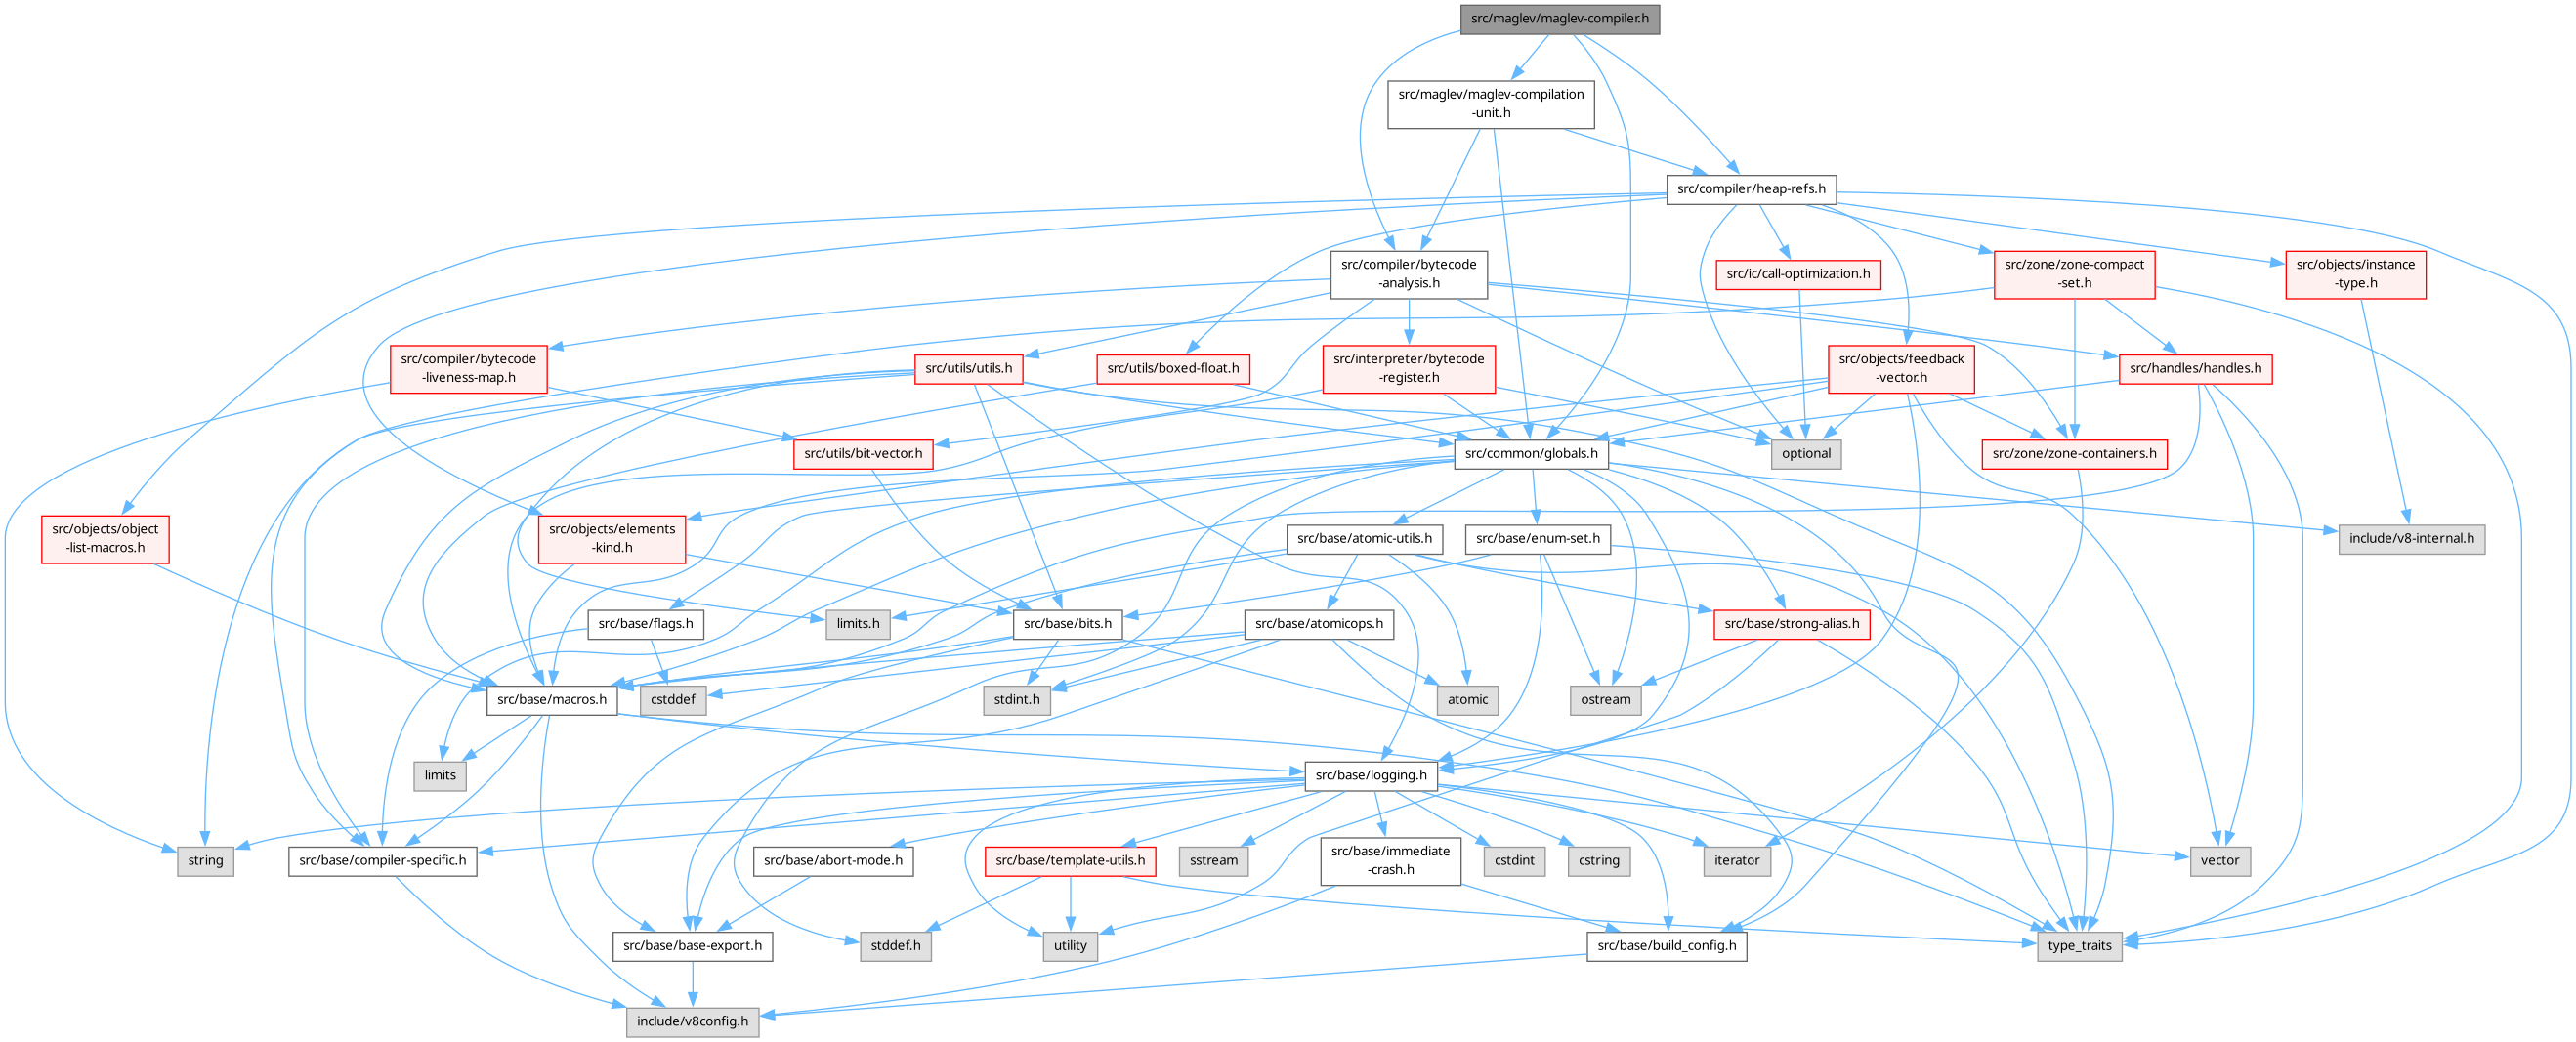 src/maglev/maglev-compiler.h
src/maglev/maglev-compilation
-unit.h
src/compiler/heap-refs.h
src/compiler/bytecode
-analysis.h
src/ic/call-optimization.h
src/zone/zone-compact
-set.h
src/objects/instance
-type.h
src/compiler/bytecode
-liveness-map.h
src/utils/utils.h
src/utils/boxed-float.h
src/interpreter/bytecode
-register.h
src/objects/feedback
-vector.h
src/handles/handles.h
src/utils/bit-vector.h
src/common/globals.h
optional
src/zone/zone-containers.h
src/objects/object
-list-macros.h
src/objects/elements
-kind.h
src/base/atomic-utils.h
src/base/enum-set.h
include/v8-internal.h
src/base/flags.h
limits.h
src/base/bits.h
src/base/atomicops.h
src/base/strong-alias.h
src/base/macros.h
cstddef
stdint.h
atomic
ostream
limits
src/base/logging.h
string
src/base/compiler-specific.h
src/base/abort-mode.h
src/base/template-utils.h
sstream
src/base/immediate
-crash.h
cstdint
cstring
iterator
vector
src/base/base-export.h
stddef.h
utility
src/base/build_config.h
type_traits
include/v8config.h